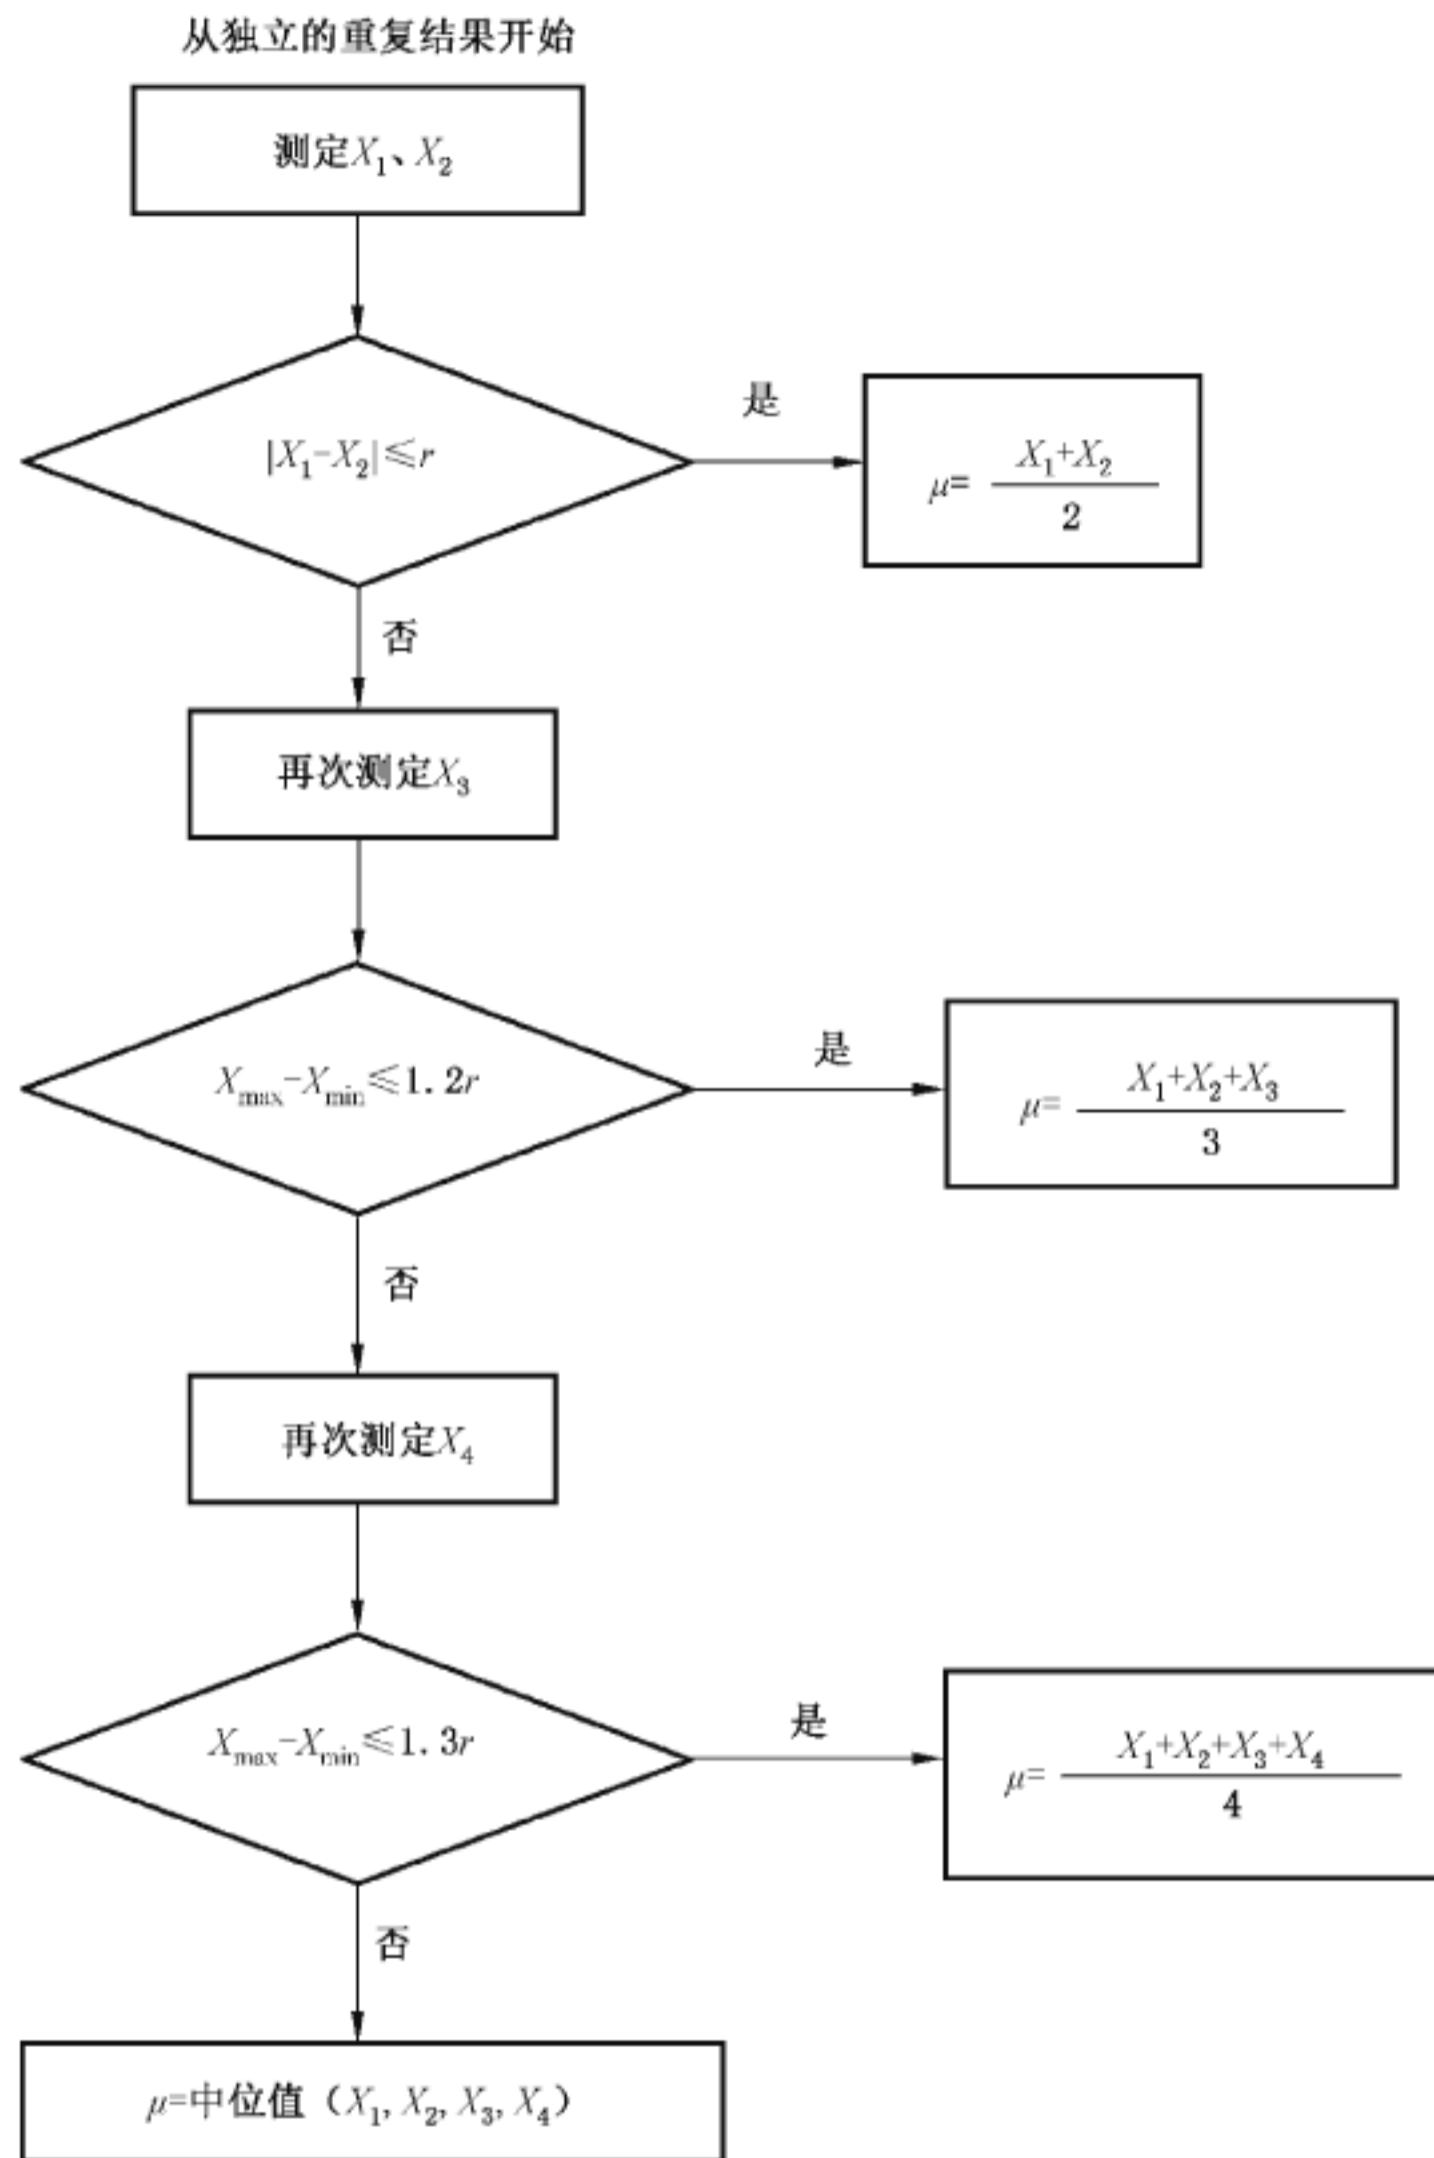 从独立的重复结果开始
测定X₁、X₂
|X₁-X₂|≤r
是
μ= (X₁+X₂)/2
否
再次测定X₃
Xmax-Xmin≤1.2r
是
μ= (X₁+X₂+X₃)/3
否
再次测定X₄
Xmax-Xmin≤1.3r
是
μ= (X₁+X₂+X₃+X₄)/4
否
μ=中位值（X₁, X₂, X₃, X₄）